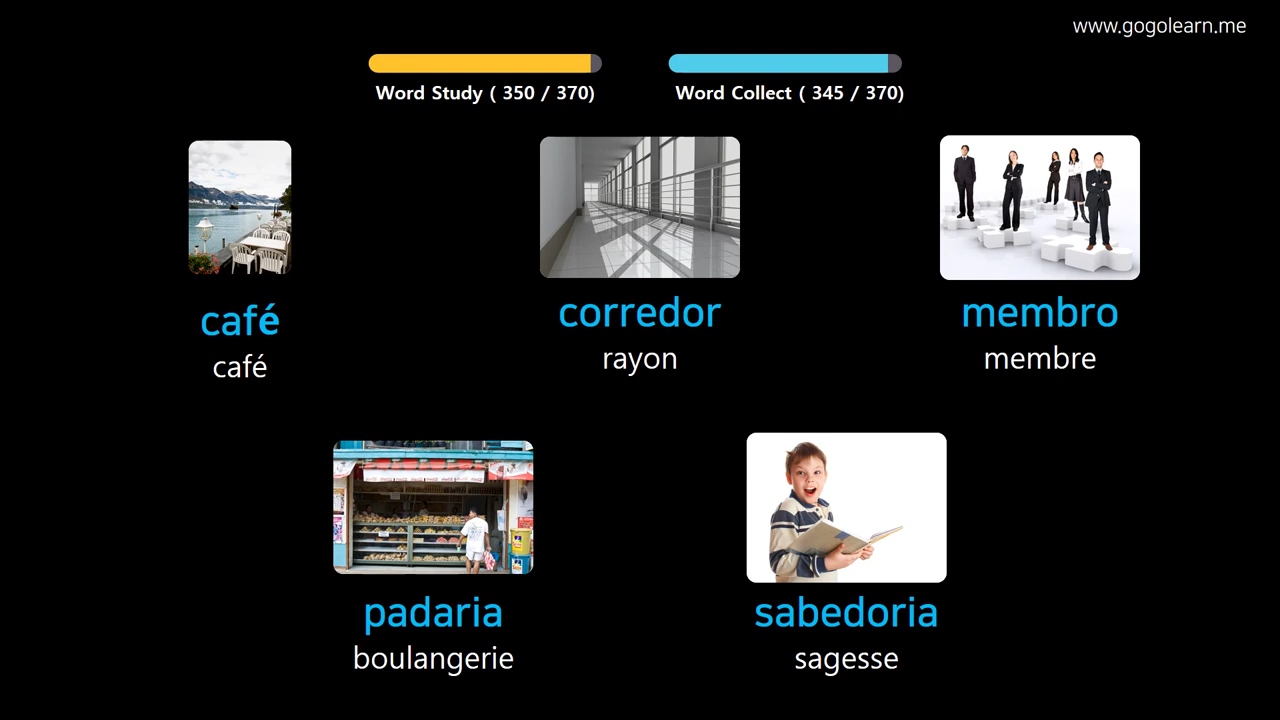 www.gogolearn.me
Word Study ( 350 / 370)
Word Collect ( 345 / 370)
café
café
corredor
rayon
membro
membre
padaria
boulangerie
sabedoria
sagesse